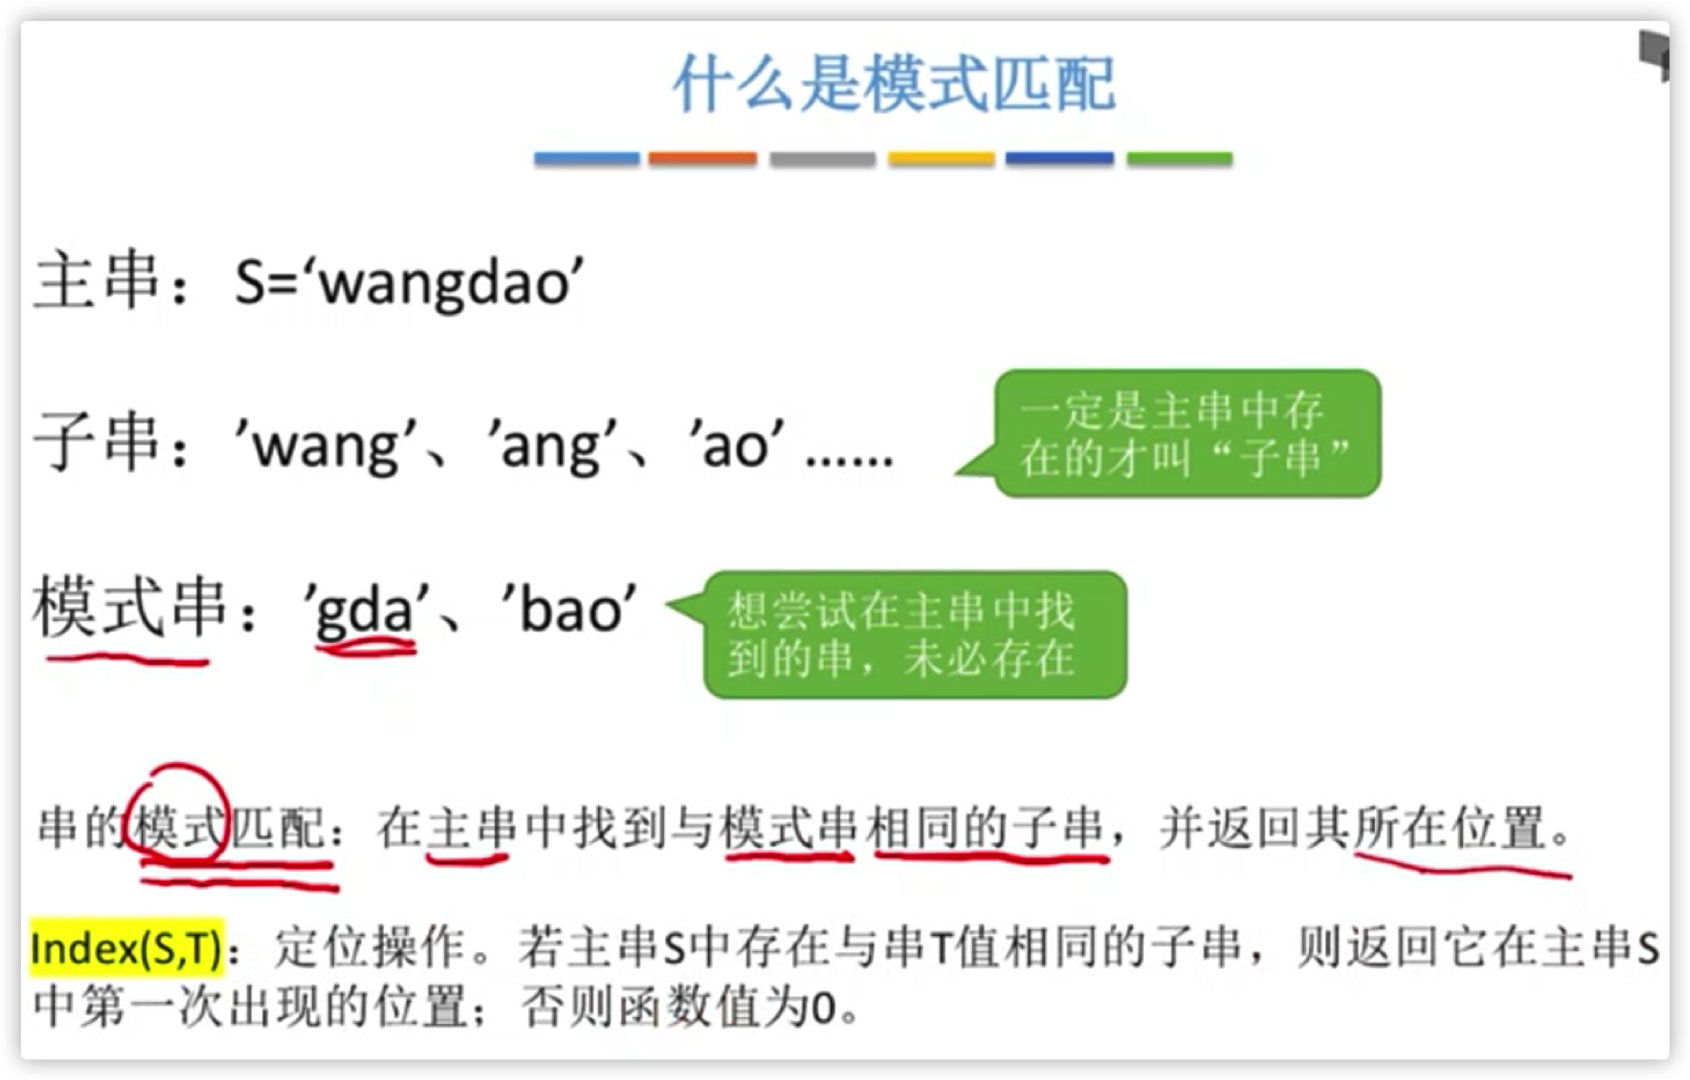 什么是模式匹配
主串：S=‘wangdao’
子串：’wang’、’ang’、’ao’ ……
一定是主串中存
在的才叫“子串”
模式串：’gda’、’bao’
想尝试在主串中找
到的串，未必存在
串的模式匹配：在主串中找到与模式串相同的子串，并返回其所在位置。
Index(S,T)：定位操作。若主串S中存在与串T值相同的子串，则返回它在主串S
中第一次出现的位置；否则函数值为0。